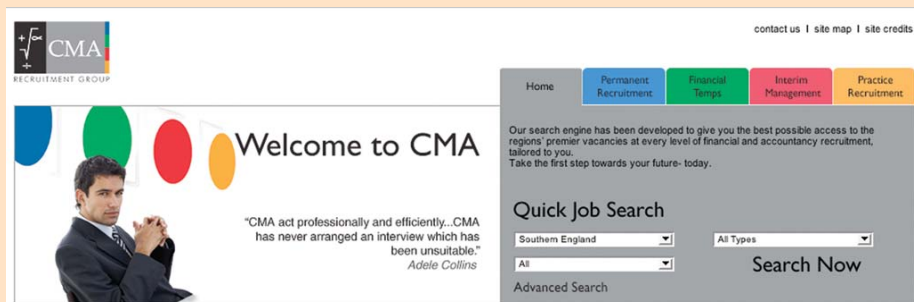 contact us | site map | site credits
CMA
RECRUITMENT GROUP
Home
Permanent
Recruitment
Financial
Temps
Interim
Management
Practice
Recruitment
Welcome to CMA
"CMA act professionally and efficiently...CMA
has never arranged an interview which has
been unsuitable."
Adele Collins
Our search engine has been developed to give you the best possible access to the
regions' premier vacancies at every level of financial and accountancy recruitment,
tailored to you.
Take the first step towards your future- today.
Quick Job Search
Southern England
All Types
All
Search Now
Advanced Search